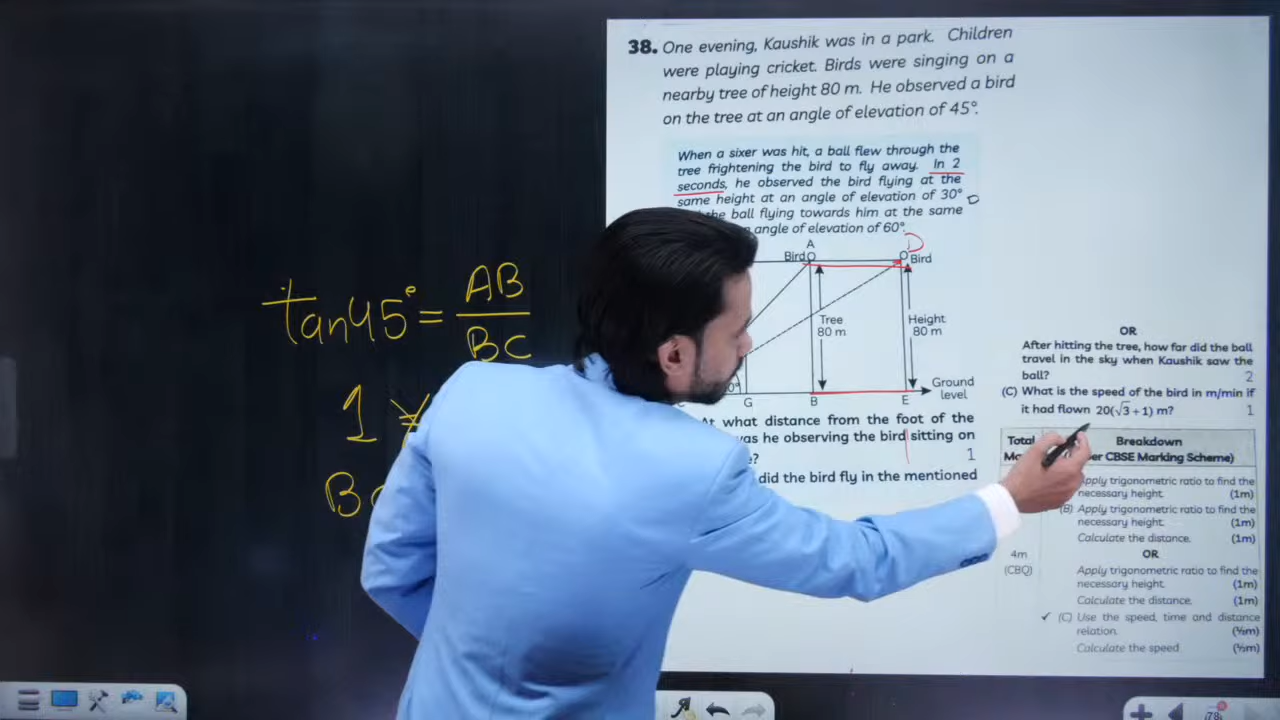 tan45° = AB
BC
1
B
38. One evening, Kaushik was in a park. Children
were playing cricket. Birds were singing on a
nearby tree of height 80 m. He observed a bird
on the tree at an angle of elevation of 45°.
When a sixer was hit, a ball flew through the
tree frightening the bird to fly away. In 2
seconds, he observed the bird flying at the
same height at an angle of elevation of 30° D
the ball flying towards him at the same
angle of elevation of 60°.
A
D
Bird
Bird
Tree
80 m
Height
80 m
Ground
level
G
B
E
At what distance from the foot of the
was he observing the bird sitting on
1
did the bird fly in the mentioned
OR
After hitting the tree, how far did the ball
travel in the sky when Kaushik saw the
ball? 2
(C) What is the speed of the bird in m/min if
it had flown 20(√3 + 1) m? 1
Total
Breakdown
CBSE Marking Scheme)
Apply trigonometric ratio to find the
necessary height. (1m)
(B) Apply trigonometric ratio to find the
necessary height. (1m)
Calculate the distance. (1m)
4m
(CBQ)
OR
Apply trigonometric ratio to find the
necessary height. (1m)
Calculate the distance. (1m)
✓ (C) Use the speed, time and distance
relation. (½m)
Calculate the speed (½m)